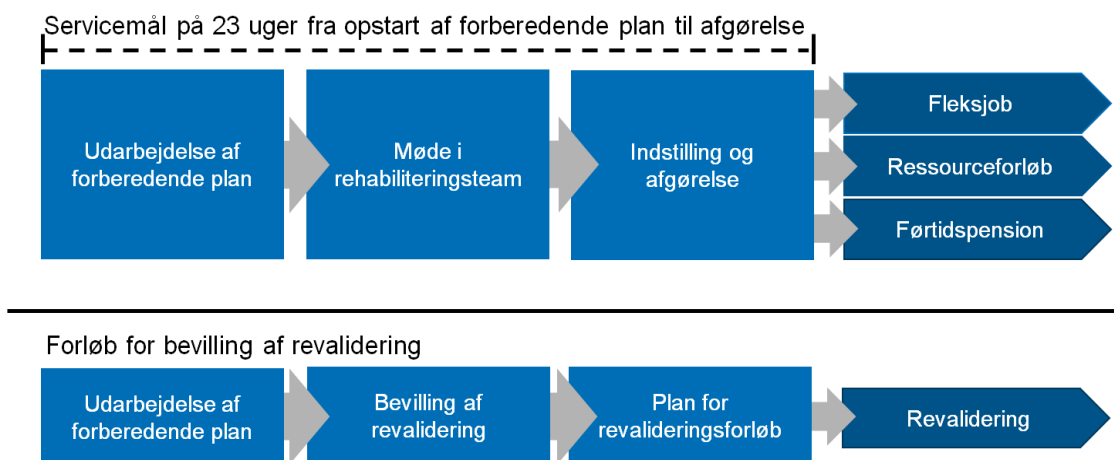 Servicemål på 23 uger fra opstart af forberedende plan til afgørelse
Udarbejdelse af
forberedende plan
Møde i
rehabiliteringsteam
Indstilling og
afgørelse
Fleksjob
Ressourceforløb
Førtidspension
Forløb for bevilling af revalidering
Udarbejdelse af
forberedende plan
Bevilling af
revalidering
Plan for
revalideringsforløb
Revalidering